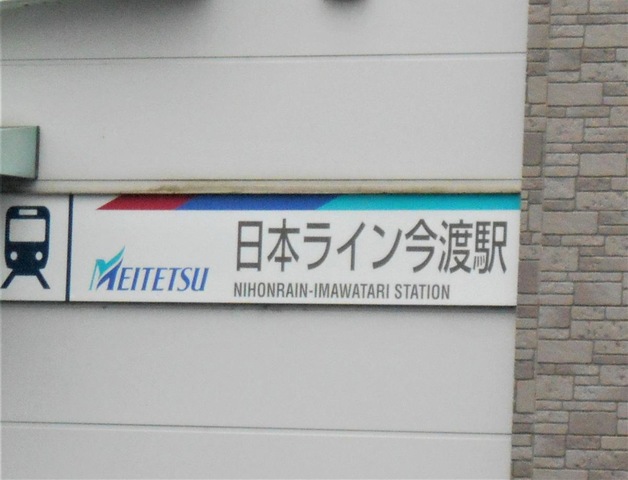 MEITETSU
日本ライン今渡駅
NIHONRAIN-IMAWATARI STATION